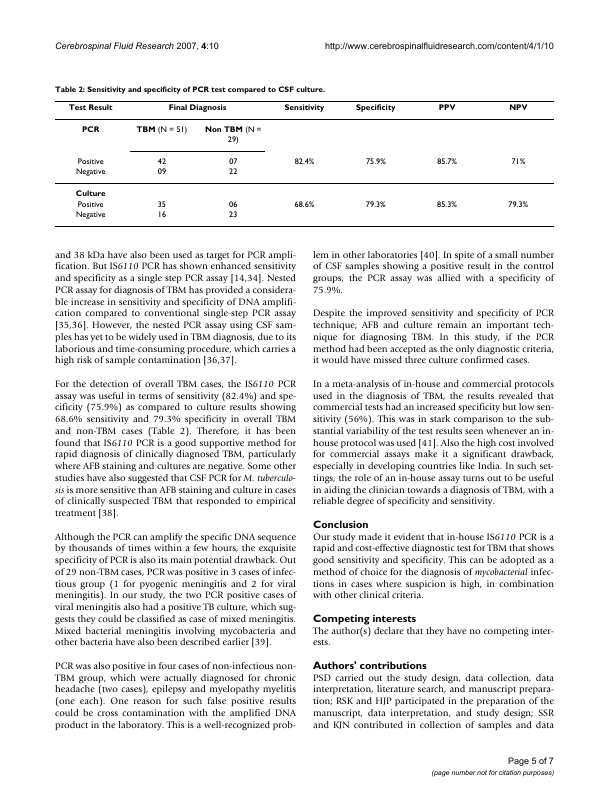 Cerebrospinal Fluid Research 2007, 4:10 http://www.cerebrospinalfluidresearch.com/content/4/1/10
Table 2: Sensitivity and specificity of PCR test compared to CSF culture.
Test Result Final Diagnosis Sensitivity Specificity PPV NPV
PCR TBM (N = 51) Non TBM (N =
29)
Positive 42 07 82.4% 75.9% 85.7% 71%
Negative 09 22
Culture
Positive 35 06 68.6% 79.3% 85.3% 79.3%
Negative 16 23
and 38 kDa have also been used as target for PCR ampli-
fication. But IS6110 PCR has shown enhanced sensitivity
and specificity as a single step PCR assay [14,34]. Nested
PCR assay for diagnosis of TBM has provided a considera-
ble increase in sensitivity and specificity of DNA amplifi-
cation compared to conventional single-step PCR assay
[35,36]. However, the nested PCR assay using CSF sam-
ples has yet to be widely used in TBM diagnosis, due to its
laborious and time-consuming procedure, which carries a
high risk of sample contamination [36,37].
For the detection of overall TBM cases, the IS6110 PCR
assay was useful in terms of sensitivity (82.4%) and spe-
cificity (75.9%) as compared to culture results showing
68.6% sensitivity and 79.3% specificity in overall TBM
and non-TBM cases (Table 2). Therefore, it has been
found that IS6110 PCR is a good supportive method for
rapid diagnosis of clinically diagnosed TBM, particularly
where AFB staining and cultures are negative. Some other
studies have also suggested that CSF PCR for M. tuberculo-
sis is more sensitive than AFB staining and culture in cases
of clinically suspected TBM that responded to empirical
treatment [38].
Although the PCR can amplify the specific DNA sequence
by thousands of times within a few hours, the exquisite
specificity of PCR is also its main potential drawback. Out
of 29 non-TBM cases, PCR was positive in 3 cases of infec-
tious group (1 for pyogenic meningitis and 2 for viral
meningitis). In our study, the two PCR positive cases of
viral meningitis also had a positive TB culture, which sug-
gests they could be classified as case of mixed meningitis.
Mixed bacterial meningitis involving mycobacteria and
other bacteria have also been described earlier [39].
PCR was also positive in four cases of non-infectious non-
TBM group, which were actually diagnosed for chronic
headache (two cases), epilepsy and myelopathy myelitis
(one each). One reason for such false positive results
could be cross contamination with the amplified DNA
product in the laboratory. This is a well-recognized prob-
lem in other laboratories [40]. In spite of a small number
of CSF samples showing a positive result in the control
groups, the PCR assay was allied with a specificity of
75.9%.
Despite the improved sensitivity and specificity of PCR
technique, AFB and culture remain an important tech-
nique for diagnosing TBM. In this study, if the PCR
method had been accepted as the only diagnostic criteria,
it would have missed three culture confirmed cases.
In a meta-analysis of in-house and commercial protocols
used in the diagnosis of TBM, the results revealed that
commercial tests had an increased specificity but low sen-
sitivity (56%). This was in stark comparison to the sub-
stantial variability of the test results seen whenever an in-
house protocol was used [41]. Also the high cost involved
for commercial assays make it a significant drawback,
especially in developing countries like India. In such set-
tings, the role of an in-house assay turns out to be useful
in aiding the clinician towards a diagnosis of TBM, with a
reliable degree of specificity and sensitivity.
Conclusion
Our study made it evident that in-house IS6110 PCR is a
rapid and cost-effective diagnostic test for TBM that shows
good sensitivity and specificity. This can be adopted as a
method of choice for the diagnosis of mycobacterial infec-
tions in cases where suspicion is high, in combination
with other clinical criteria.
Competing interests
The author(s) declare that they have no competing inter-
ests.
Authors' contributions
PSD carried out the study design, data collection, data
interpretation, literature search, and manuscript prepara-
tion; RSK and HJP participated in the preparation of the
manuscript, data interpretation, and study design; SSR
and KJN contributed in collection of samples and data
Page 5 of 7
(page number not for citation purposes)